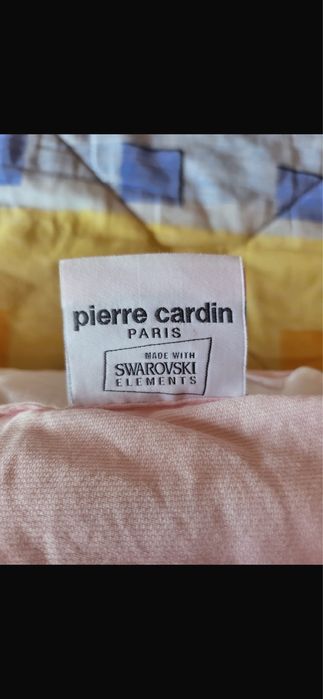 pierre cardin
PARIS
MADE WITH
SWAROVSKI
ELEMENTS